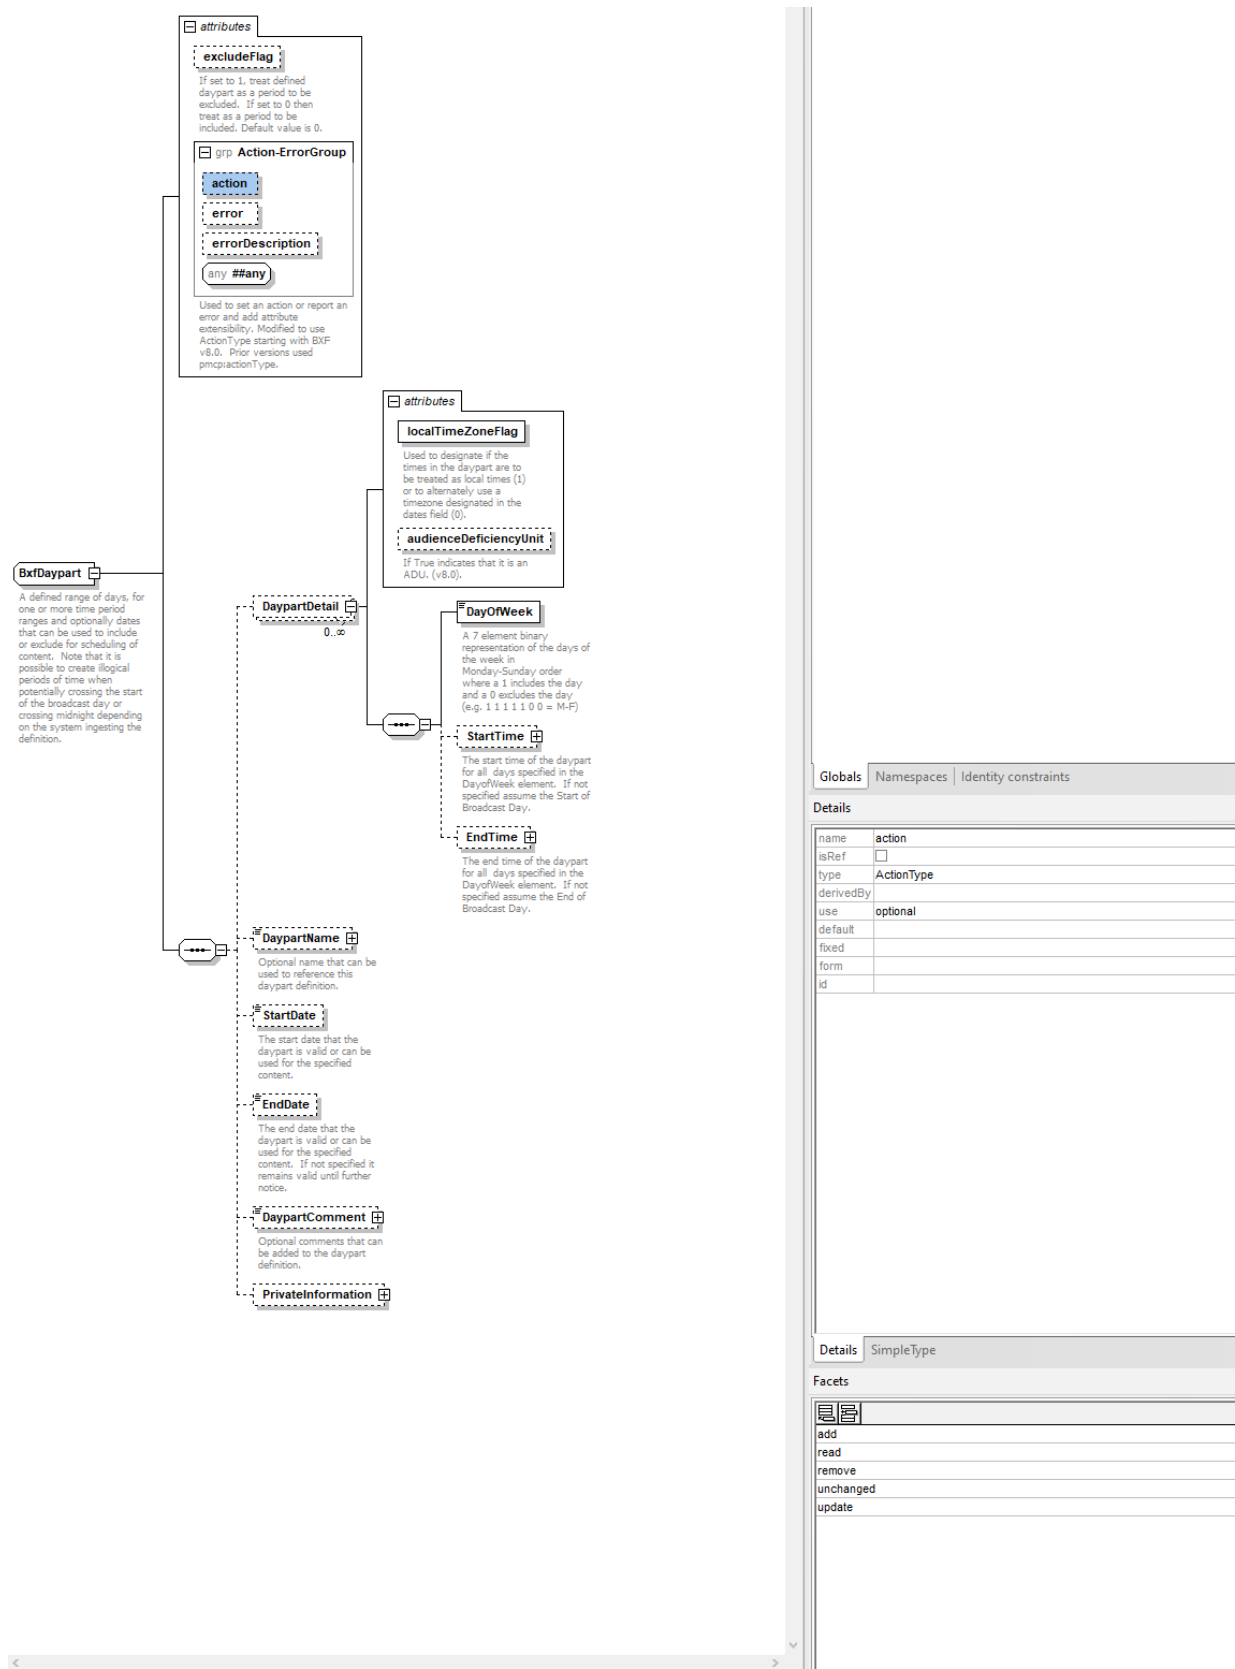 attributes
excludeFlag
If set to 1, treat defined
daypart as a period to be
excluded.  If set to 0 then
treat as a period to be
included. Default value is 0.
grp Action-ErrorGroup
action
error
errorDescription
any ##any
Used to set an action or report an
error and add attribute
extensibility. Modified to use
ActionType starting with BXF
v8.0.  Prior versions used
pmcp:actionType.
attributes
localTimeZoneFlag
Used to designate if the
times in the daypart are to
be treated as local times (1)
or to alternately use a
timezone designated in the
dates field (0).
audienceDeficiencyUnit
If True indicates that it is an
ADU. (v8.0).
BxfDaypart
A defined range of days, for
one or more time period
ranges and optionally dates
that can be used to include
or exclude for scheduling of
content.  Note that it is
possible to create illogical
periods of time when
potentially crossing the start
of the broadcast day or
crossing midnight depending
on the system ingesting the
definition.
DaypartDetail
0..∞
DayOfWeek
A 7 element binary
representation of the days of
the week in
Monday-Sunday order
where a 1 includes the day
and a 0 excludes the day
(e.g. 1 1 1 1 1 0 0 = M-F)
StartTime
The start time of the daypart
for all  days specified in the
DayofWeek element.  If not
specified assume the Start of
Broadcast Day.
EndTime
The end time of the daypart
for all  days specified in the
DayofWeek element.  If not
specified assume the End of
Broadcast Day.
DaypartName
Optional name that can be
used to reference this
daypart definition.
StartDate
The start date that the
daypart is valid or can be
used for the specified
content.
EndDate
The end date that the
daypart is valid or can be
used for the specified
content.  If not specified it
remains valid until further
notice.
DaypartComment
Optional comments that can
be added to the daypart
definition.
PrivateInformation
Globals Namespaces Identity constraints
Details
name action
isRef
type ActionType
derivedBy
use optional
default
fixed
form
id
Details SimpleType
Facets
add
read
remove
unchanged
update